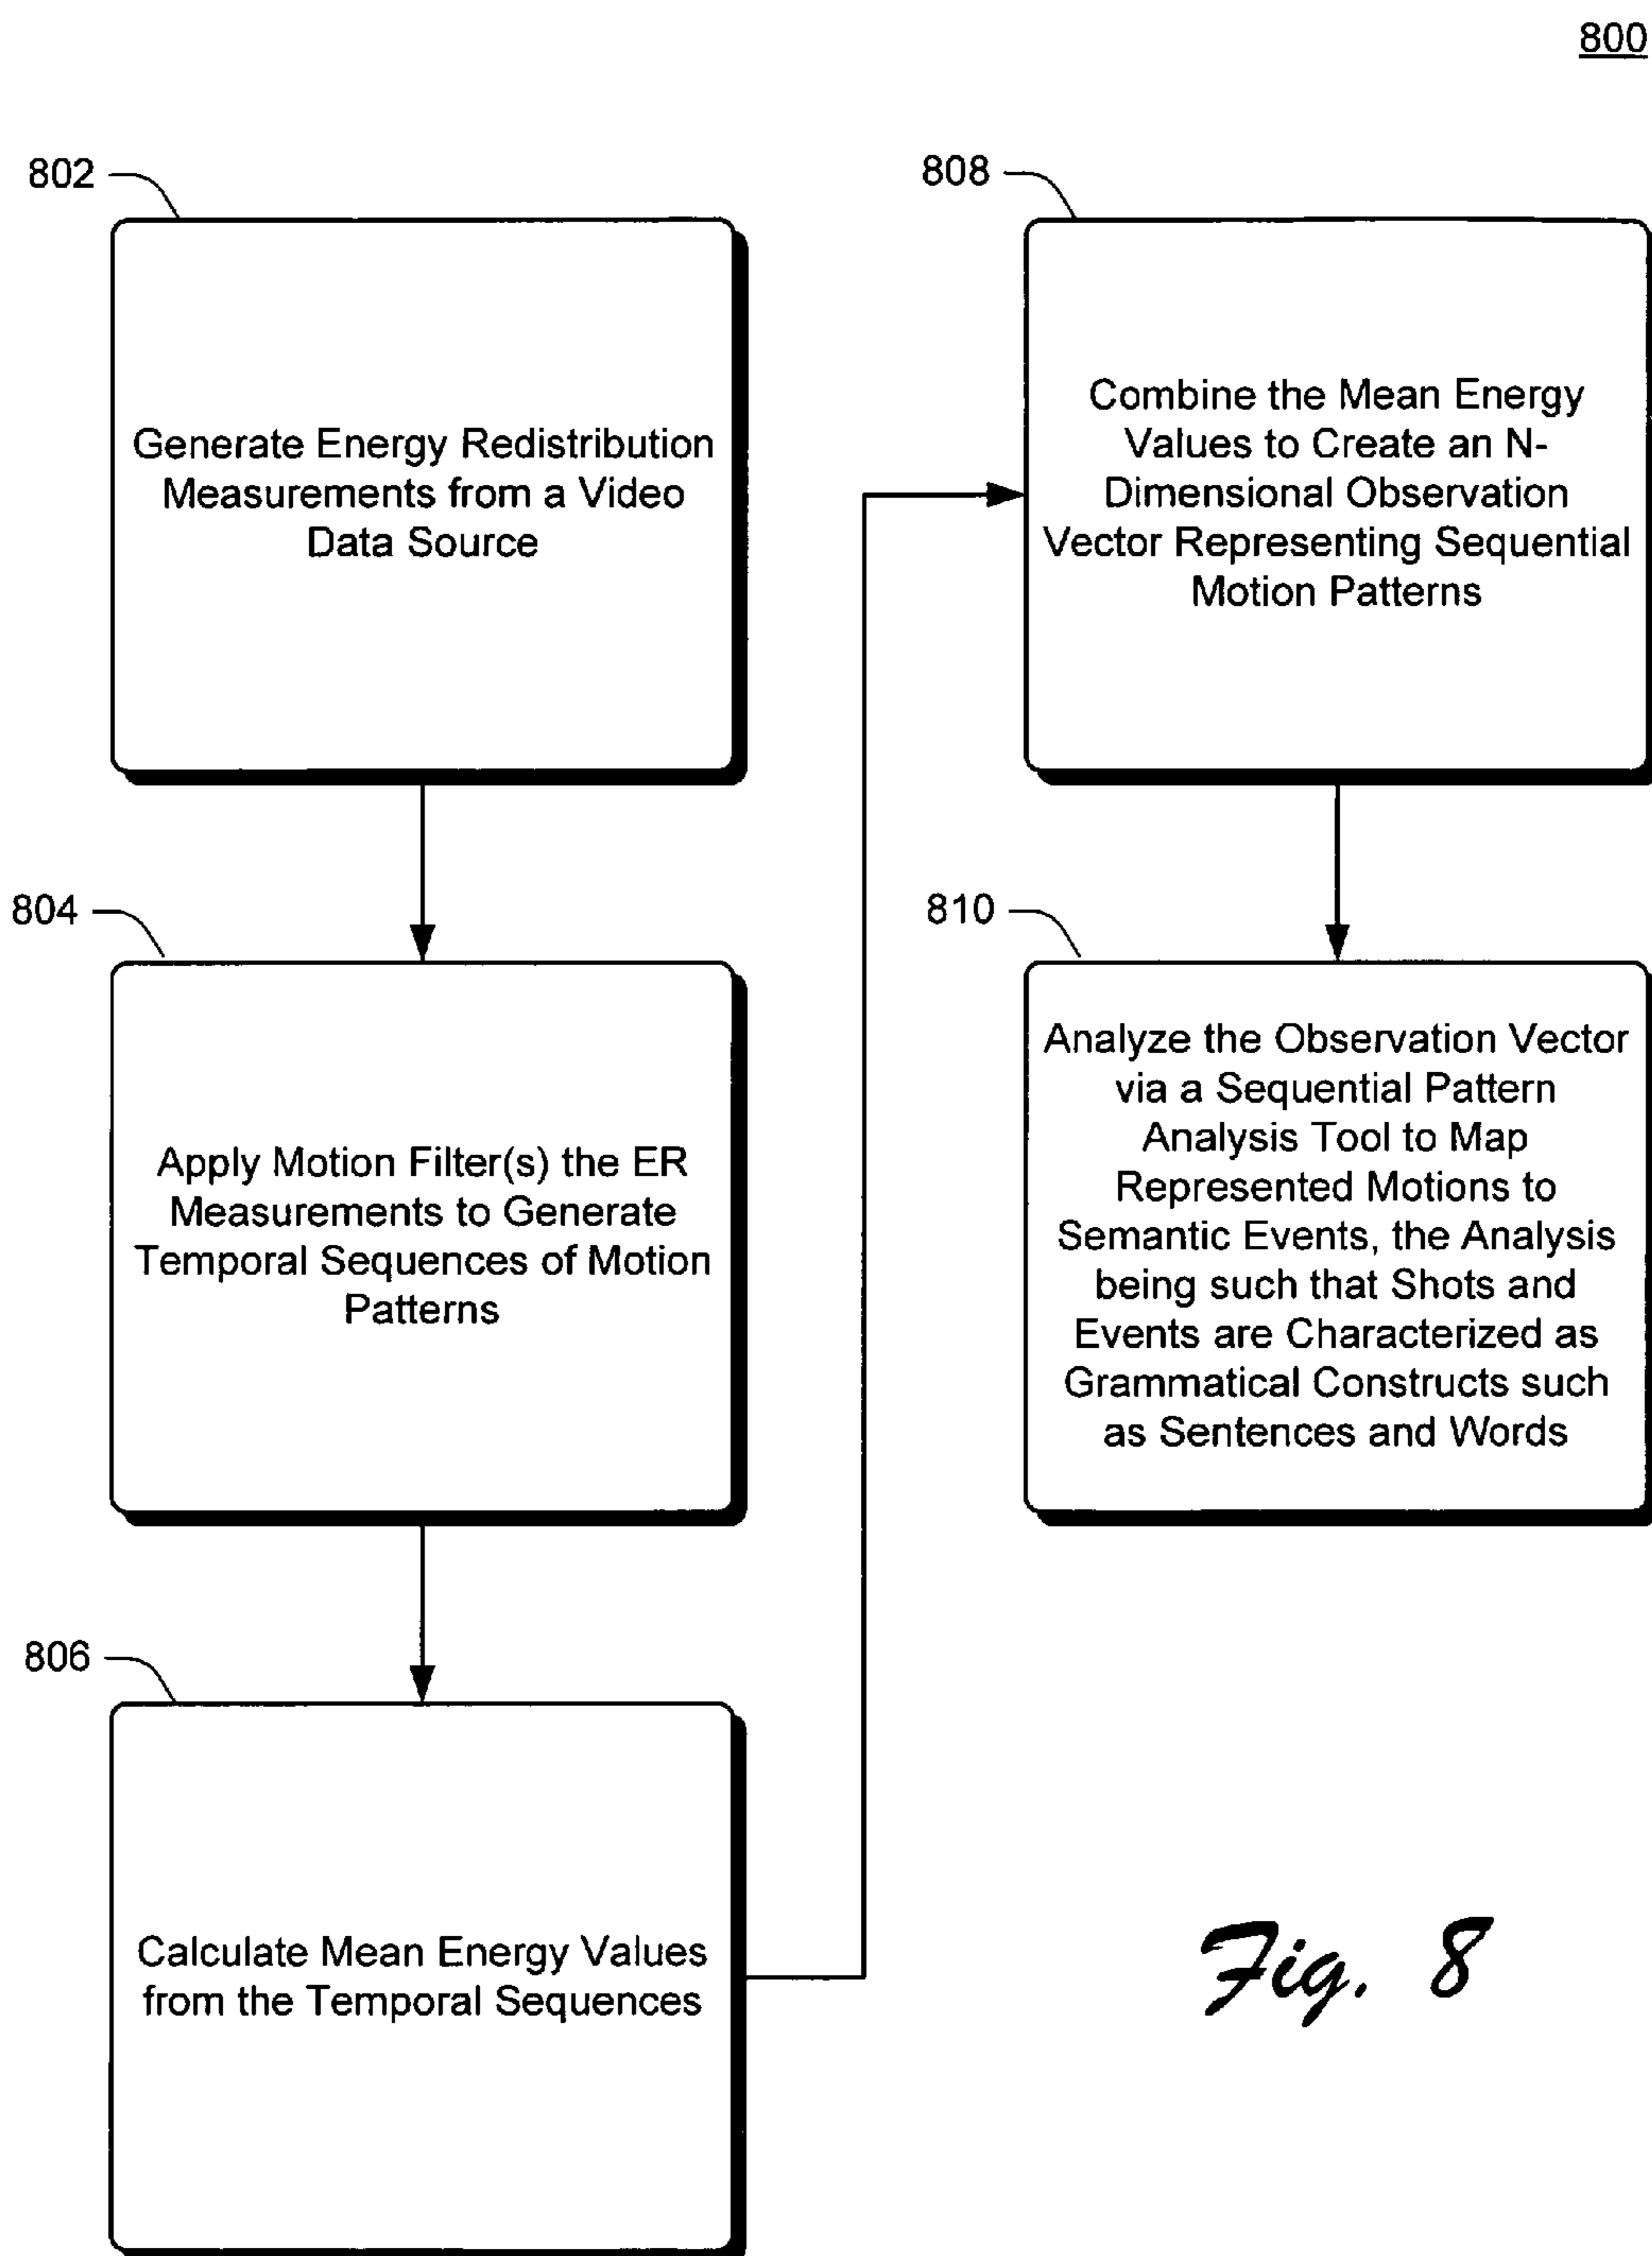 800
802
Generate Energy Redistribution
Measurements from a Video
Data Source
804
Apply Motion Filter(s) the ER
Measurements to Generate
Temporal Sequences of Motion
Patterns
806
Calculate Mean Energy Values
from the Temporal Sequences
808
Combine the Mean Energy
Values to Create an N-
Dimensional Observation
Vector Representing Sequential
Motion Patterns
810
Analyze the Observation Vector
via a Sequential Pattern
Analysis Tool to Map
Represented Motions to
Semantic Events, the Analysis
being such that Shots and
Events are Characterized as
Grammatical Constructs such
as Sentences and Words
Fig. 8